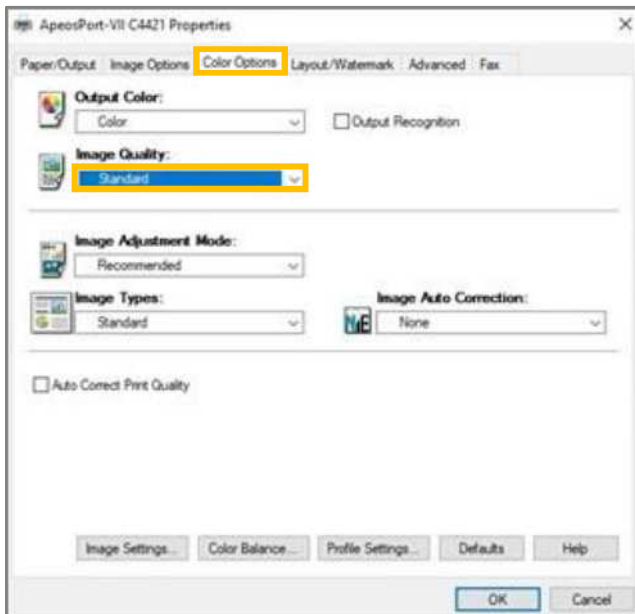 ApeosPort-VII C4421 Properties
Paper/Output Image Options Color Options Layout/Watermark Advanced Fax
Output Color:
Color
Output Recognition
Image Quality:
Standard
Image Adjustment Mode:
Recommended
Image Types:
Standard
Image Auto Correction:
None
Auto Correct Print Quality
Image Settings... Color Balance... Profile Settings... Defaults Help
OK Cancel